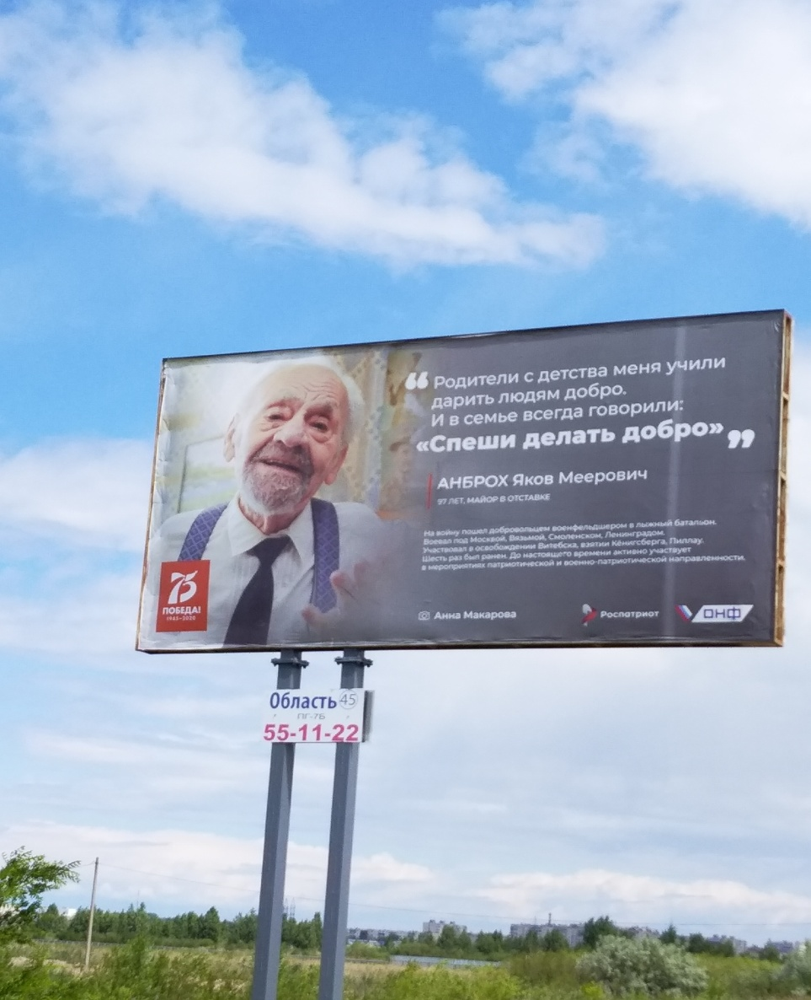 “ Родители с детства меня учили
дарить людям добро.
И в семье всегда говорили:
«Спеши делать добро» ”
АНБРОХ Яков Меерович
97 ЛЕТ, МАЙОР В ОТСТАВКЕ
На войну пошел добровольцем военфельдшером в лыжный батальон.
Воевал под Москвой, Вязьмой, Смоленском, Ленинградом.
Участвовал в освобождении Витебска, взятии Кёнигсберга, Пиллау.
Шесть раз был ранен. До настоящего времени активно участвует
в мероприятиях патриотической и военно-патриотической направленности.
75
ПОБЕДА!
1945–2020
Анна Макарова
Роспатриот
ОНФ
Область 45
ПГ-7Б
55-11-22